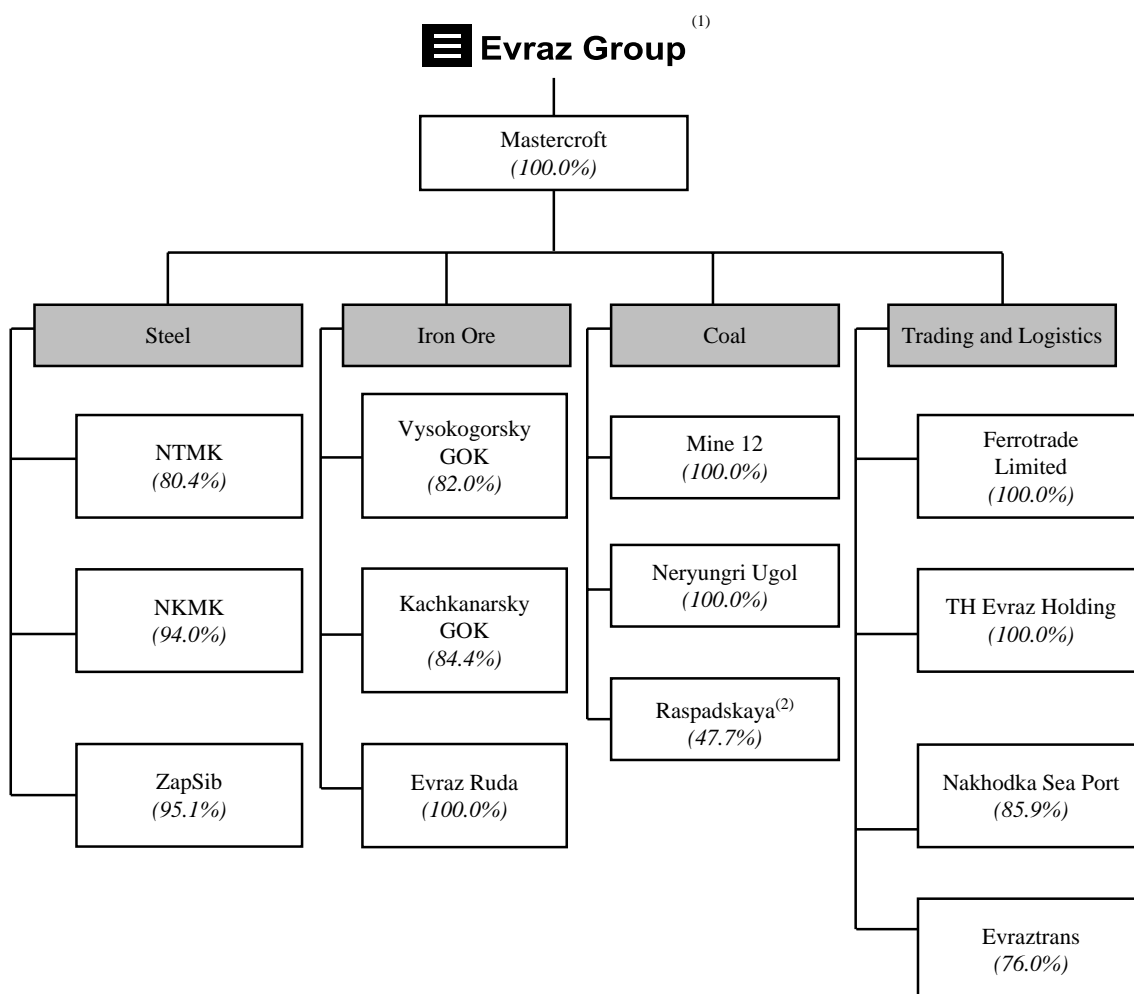 (1)
Evraz Group
Mastercroft
(100.0%)
Steel
NTMK
(80.4%)
NKMK
(94.0%)
ZapSib
(95.1%)
Iron Ore
Vysokogorsky
GOK
(82.0%)
Kachkanarsky
GOK
(84.4%)
Evraz Ruda
(100.0%)
Coal
Mine 12
(100.0%)
Neryungri Ugol
(100.0%)
Raspadskaya(2)
(47.7%)
Trading and Logistics
Ferrotrade
Limited
(100.0%)
TH Evraz Holding
(100.0%)
Nakhodka Sea Port
(85.9%)
Evraztrans
(76.0%)